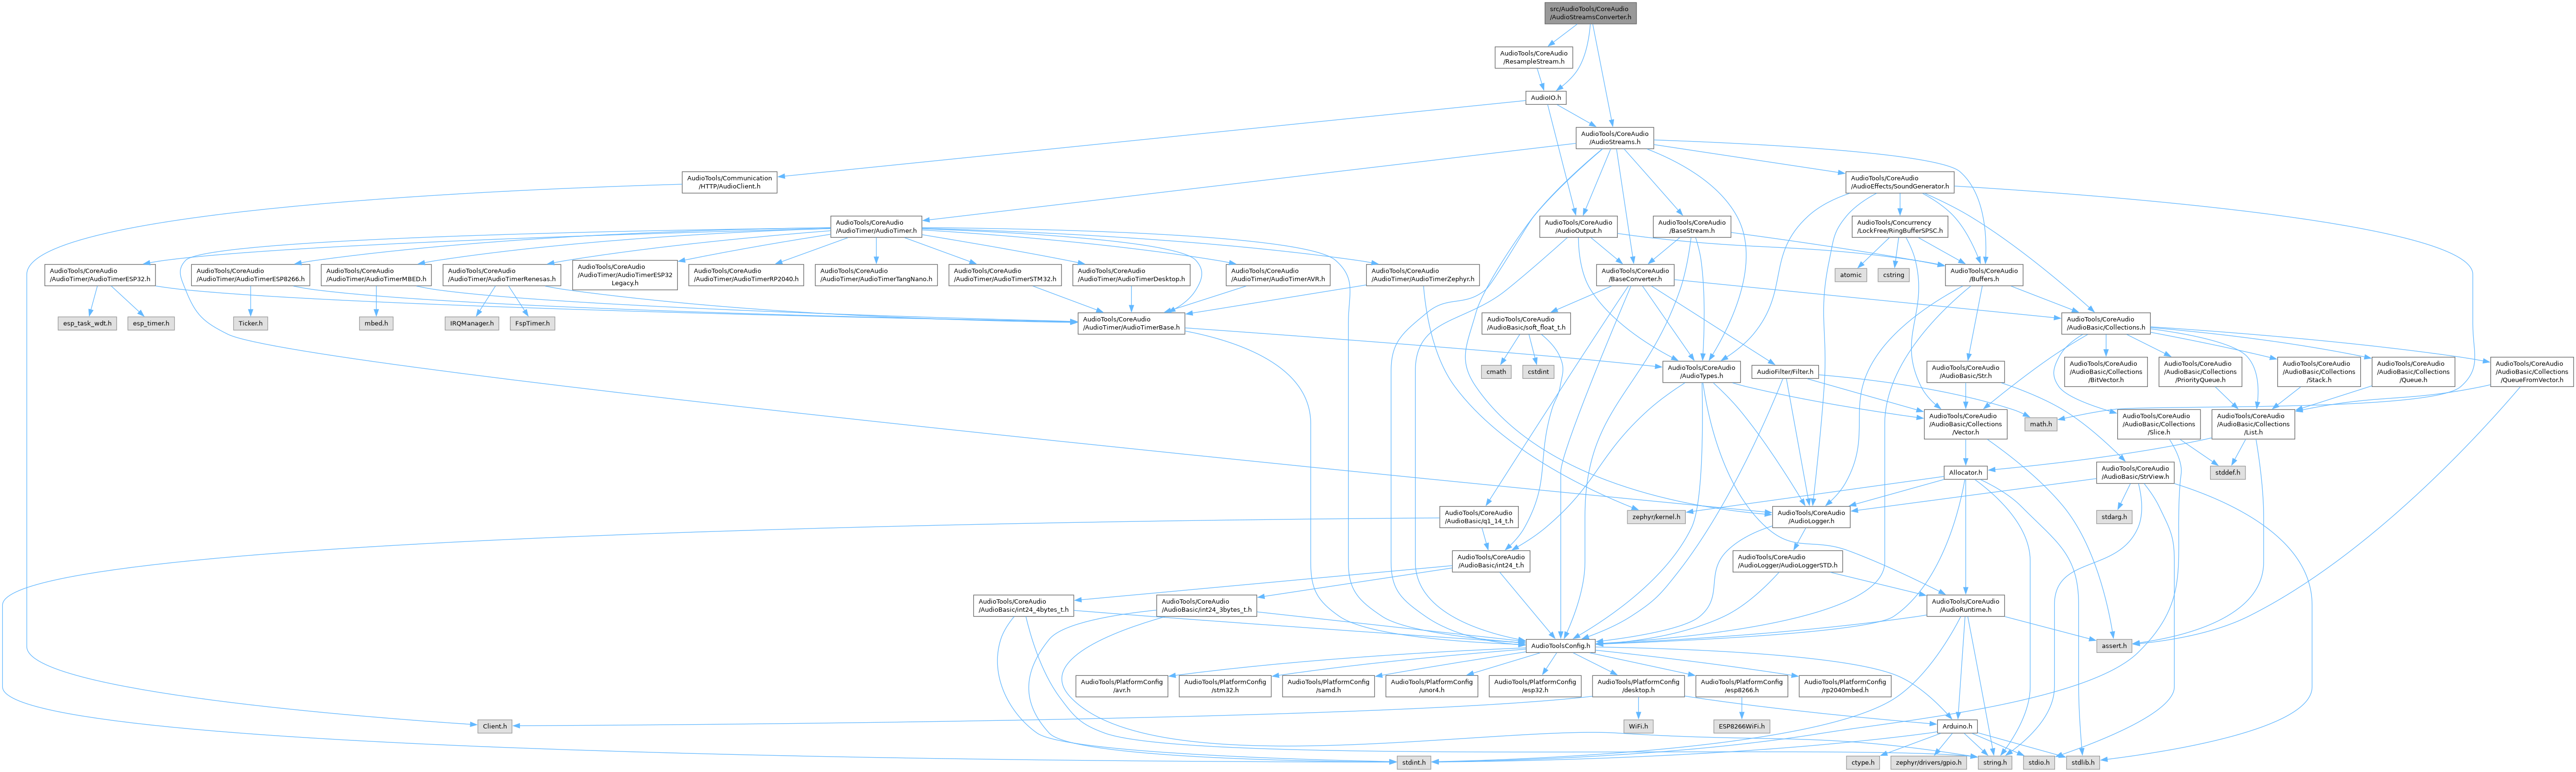 src/AudioTools/CoreAudio
/AudioStreamsConverter.h
AudioTools/CoreAudio
/ResampleStream.h
AudioIO.h
AudioTools/CoreAudio
/AudioStreams.h
AudioTools/Communication
/HTTP/AudioClient.h
AudioTools/CoreAudio
/AudioEffects/SoundGenerator.h
AudioTools/CoreAudio
/AudioTimer/AudioTimer.h
AudioTools/CoreAudio
/AudioOutput.h
AudioTools/CoreAudio
/BaseStream.h
AudioTools/Concurrency
/LockFree/RingBufferSPSC.h
AudioTools/CoreAudio
/AudioTimer/AudioTimerESP32.h
AudioTools/CoreAudio
/AudioTimer/AudioTimerESP8266.h
AudioTools/CoreAudio
/AudioTimer/AudioTimerMBED.h
AudioTools/CoreAudio
/AudioTimer/AudioTimerRenesas.h
AudioTools/CoreAudio
/AudioTimer/AudioTimerESP32
Legacy.h
AudioTools/CoreAudio
/AudioTimer/AudioTimerRP2040.h
AudioTools/CoreAudio
/AudioTimer/AudioTimerTangNano.h
AudioTools/CoreAudio
/AudioTimer/AudioTimerSTM32.h
AudioTools/CoreAudio
/AudioTimer/AudioTimerDesktop.h
AudioTools/CoreAudio
/AudioTimer/AudioTimerAVR.h
AudioTools/CoreAudio
/AudioTimer/AudioTimerZephyr.h
AudioTools/CoreAudio
/BaseConverter.h
atomic
cstring
AudioTools/CoreAudio
/Buffers.h
esp_task_wdt.h
esp_timer.h
Ticker.h
mbed.h
IRQManager.h
FspTimer.h
AudioTools/CoreAudio
/AudioTimer/AudioTimerBase.h
AudioTools/CoreAudio
/AudioBasic/soft_float_t.h
AudioTools/CoreAudio
/AudioBasic/Collections.h
cmath
cstdint
AudioTools/CoreAudio
/AudioTypes.h
AudioFilter/Filter.h
AudioTools/CoreAudio
/AudioBasic/Str.h
AudioTools/CoreAudio
/AudioBasic/Collections
/BitVector.h
AudioTools/CoreAudio
/AudioBasic/Collections
/PriorityQueue.h
AudioTools/CoreAudio
/AudioBasic/Collections
/Stack.h
AudioTools/CoreAudio
/AudioBasic/Collections
/Queue.h
AudioTools/CoreAudio
/AudioBasic/Collections
/QueueFromVector.h
AudioTools/CoreAudio
/AudioBasic/Collections
/Vector.h
math.h
AudioTools/CoreAudio
/AudioBasic/Collections
/Slice.h
AudioTools/CoreAudio
/AudioBasic/Collections
/List.h
Allocator.h
AudioTools/CoreAudio
/AudioBasic/StrView.h
stddef.h
AudioTools/CoreAudio
/AudioBasic/q1_14_t.h
zephyr/kernel.h
AudioTools/CoreAudio
/AudioLogger.h
stdarg.h
AudioTools/CoreAudio
/AudioBasic/int24_t.h
AudioTools/CoreAudio
/AudioLogger/AudioLoggerSTD.h
AudioTools/CoreAudio
/AudioBasic/int24_4bytes_t.h
AudioTools/CoreAudio
/AudioBasic/int24_3bytes_t.h
AudioTools/CoreAudio
/AudioRuntime.h
AudioToolsConfig.h
assert.h
AudioTools/PlatformConfig
/avr.h
AudioTools/PlatformConfig
/stm32.h
AudioTools/PlatformConfig
/samd.h
AudioTools/PlatformConfig
/unor4.h
AudioTools/PlatformConfig
/esp32.h
AudioTools/PlatformConfig
/desktop.h
AudioTools/PlatformConfig
/esp8266.h
AudioTools/PlatformConfig
/rp2040mbed.h
Client.h
WiFi.h
ESP8266WiFi.h
Arduino.h
stdint.h
ctype.h
zephyr/drivers/gpio.h
string.h
stdio.h
stdlib.h